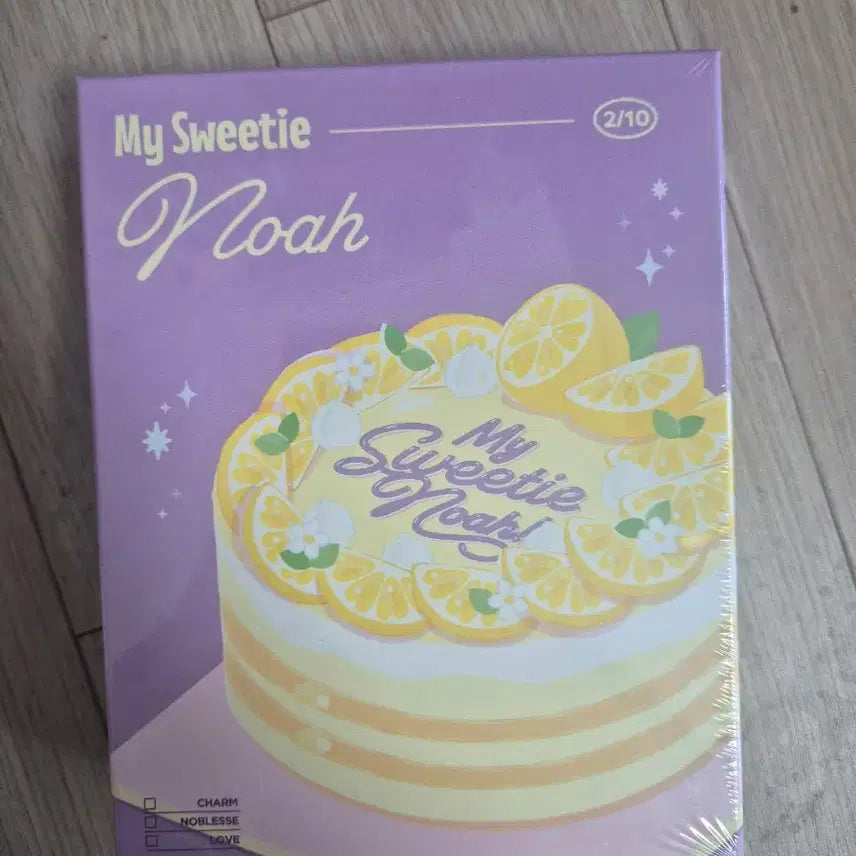 My Sweetie
2/10
Noah
My
Sweetie
Noah!
CHARM
NOBLESSE
LOVE